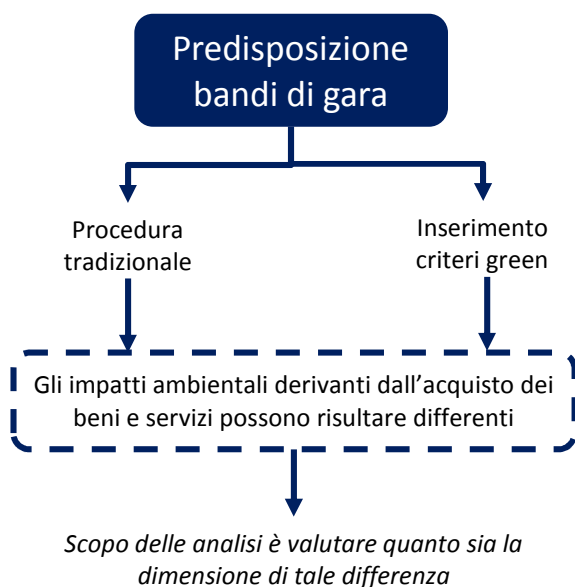 Predisposizione
bandi di gara
Procedura
tradizionale
Inserimento
criteri green
Gli impatti ambientali derivanti dall’acquisto dei
beni e servizi possono risultare differenti
Scopo delle analisi è valutare quanto sia la
dimensione di tale differenza